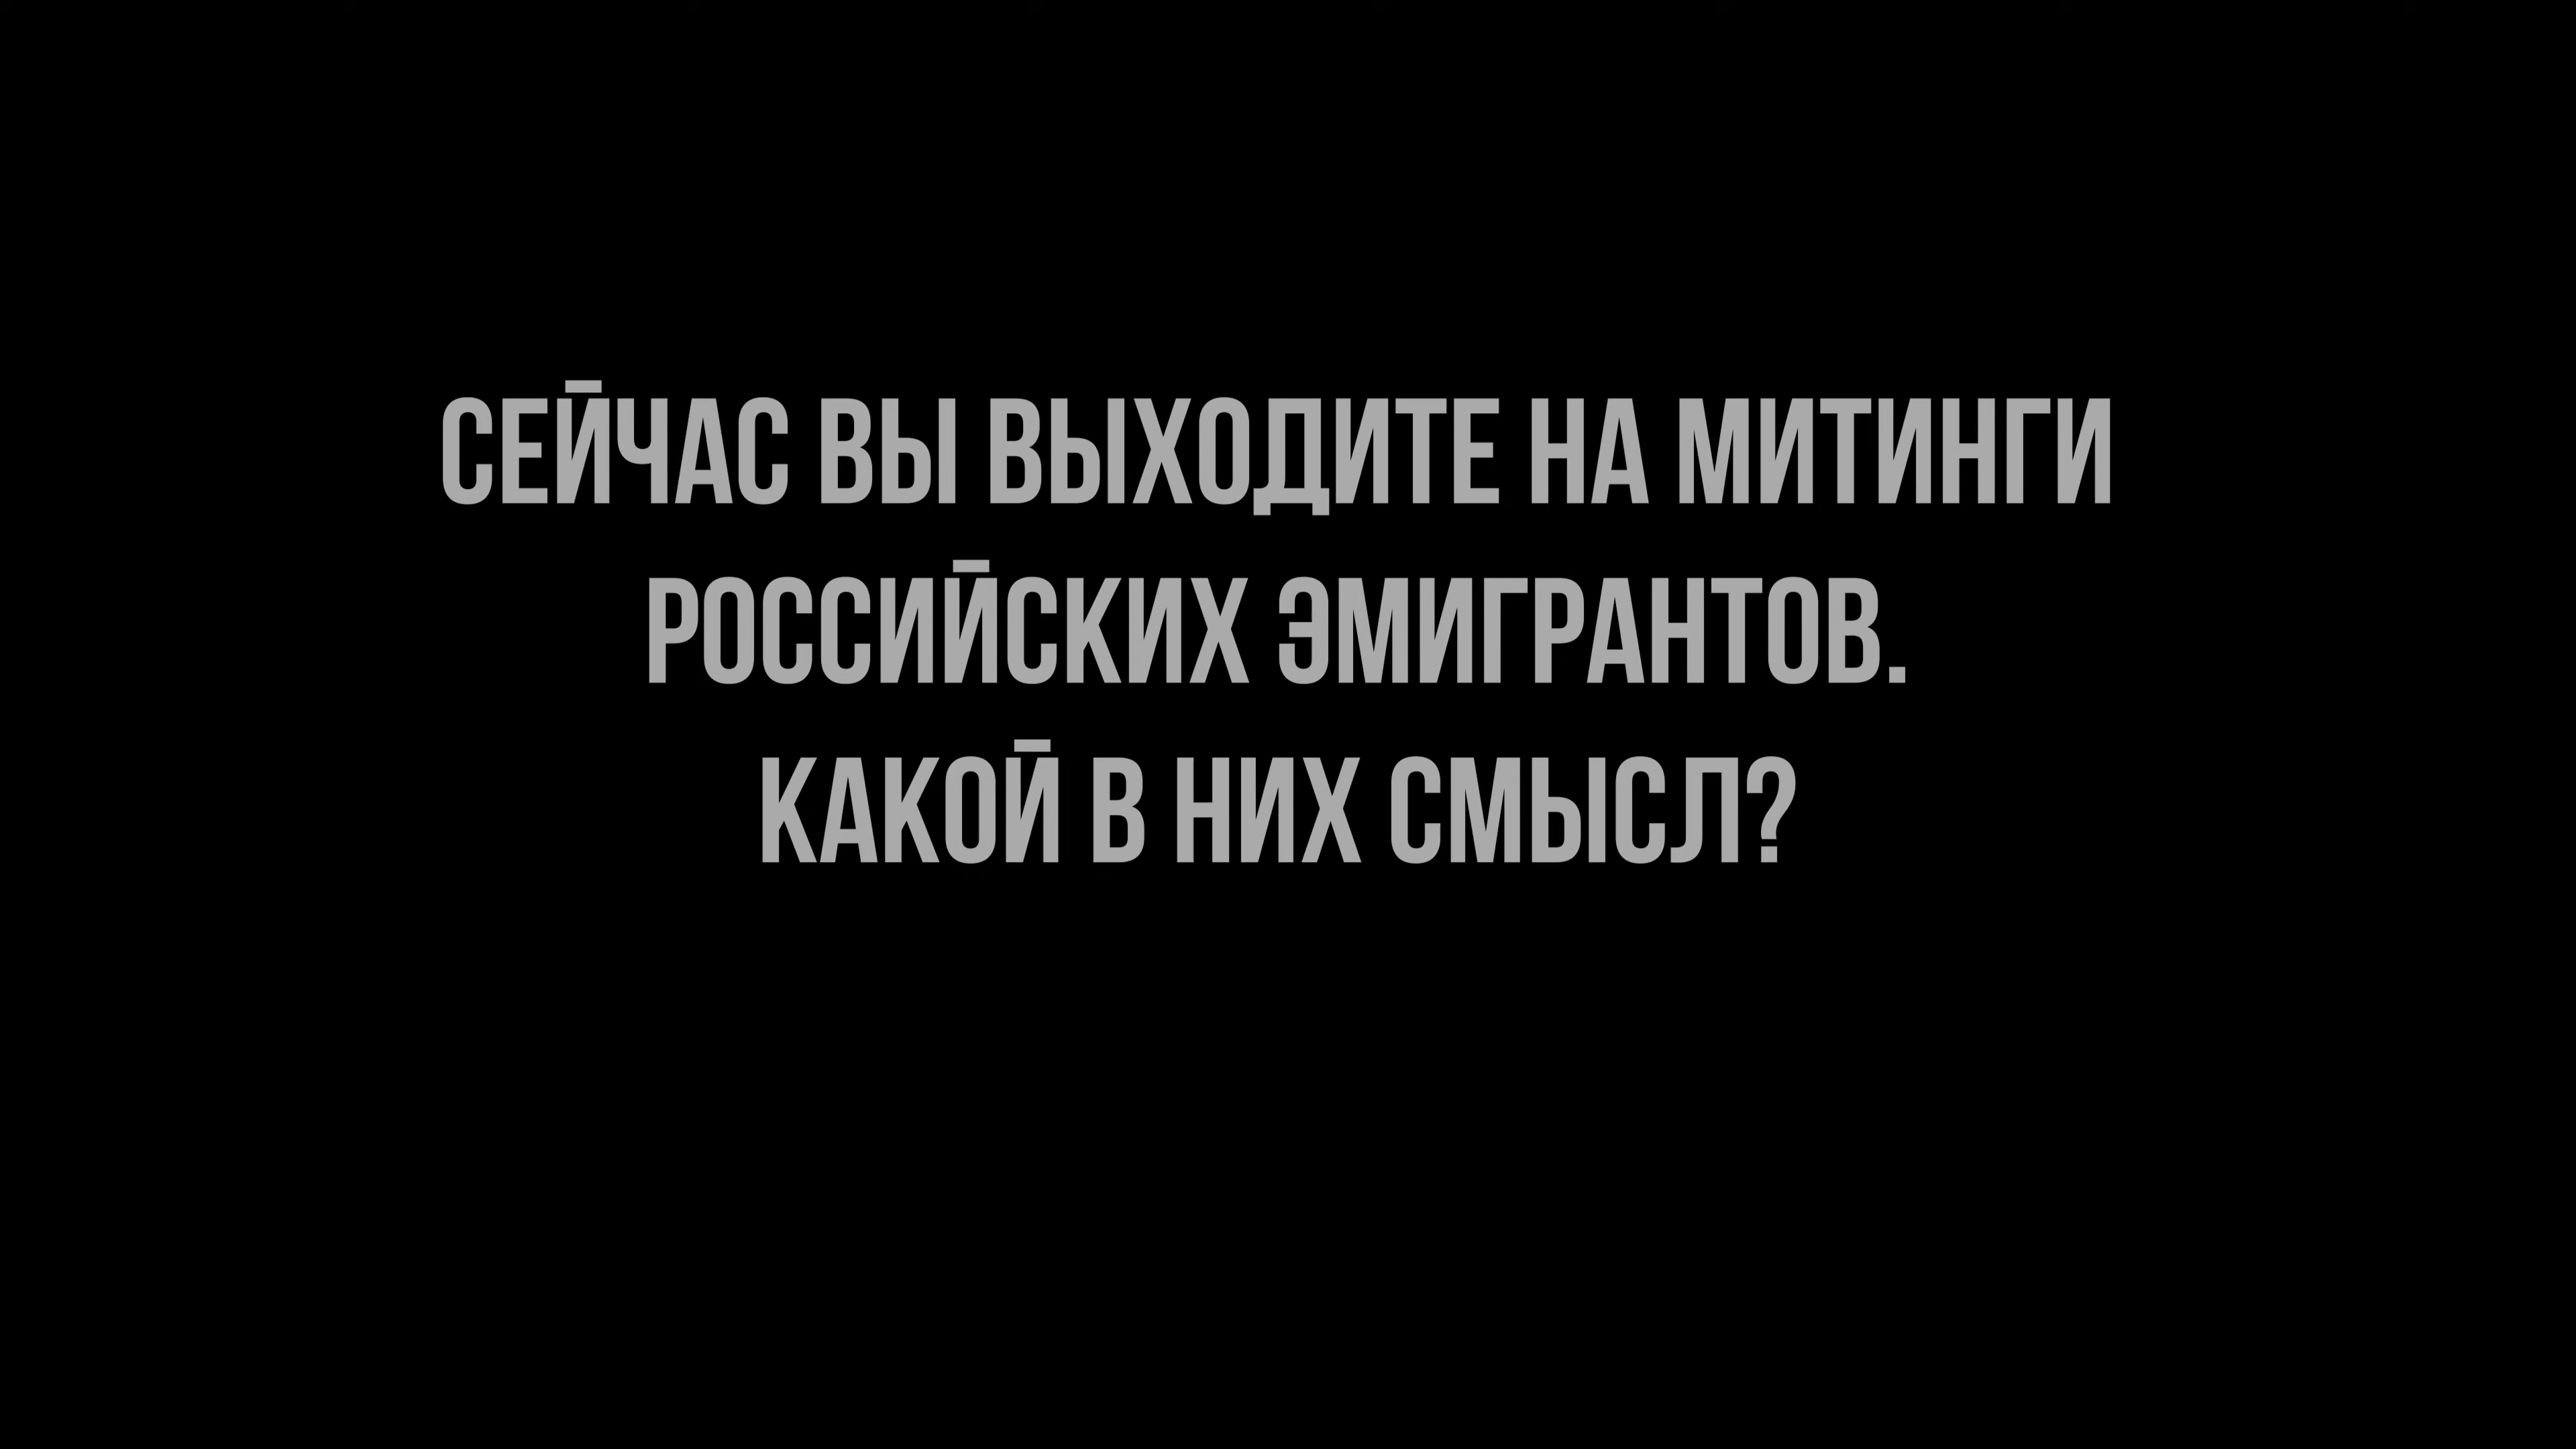 СЕЙЧАС ВЫ ВЫХОДИТЕ НА МИТИНГИ
РОССИЙСКИХ ЭМИГРАНТОВ.
КАКОЙ В НИХ СМЫСЛ?